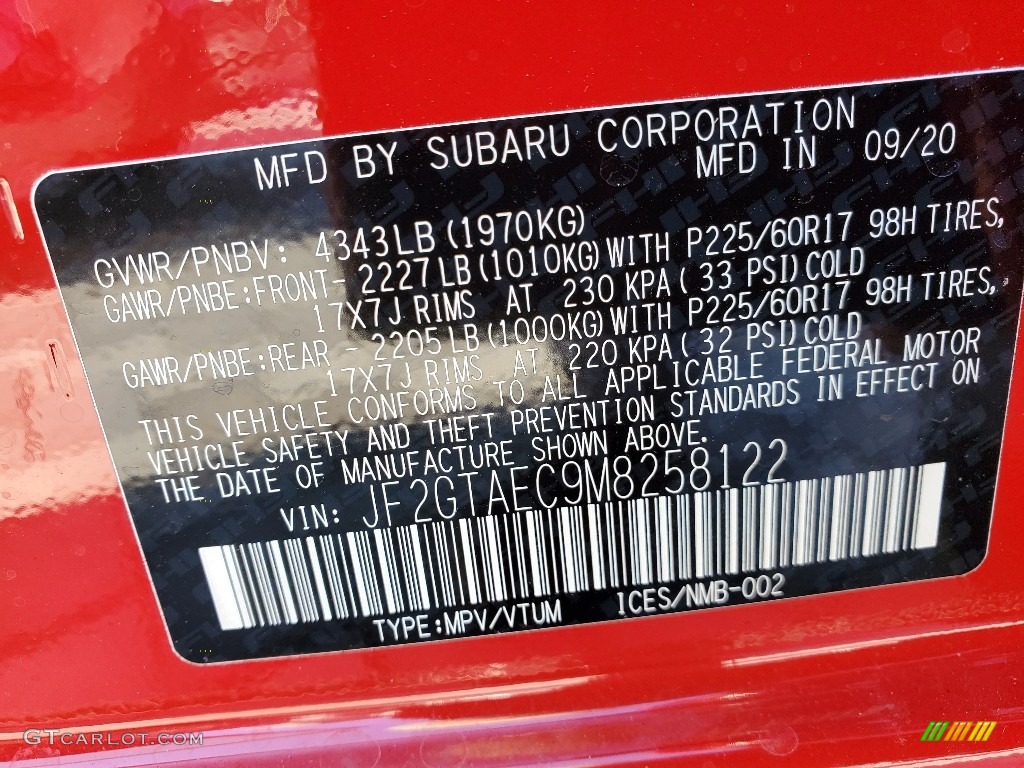 MFD BY SUBARU CORPORATION
MFD IN 09/20
GVWR/PNBV: 4343LB (1970KG)
GAWR/PNBE:FRONT- 2227 LB (1010KG) WITH P225/60R17 98H TIRES,
17X7J RIMS AT 230 KPA ( 33 PSI) COLD
GAWR/PNBE:REAR - 2205 LB (1000KG) WITH P225/60R17 98H TIRES,
17X7J RIMS AT 220 KPA ( 32 PSI) COLD
THIS VEHICLE CONFORMS TO ALL APPLICABLE FEDERAL MOTOR
VEHICLE SAFETY AND THEFT PREVENTION STANDARDS IN EFFECT ON
THE DATE OF MANUFACTURE SHOWN ABOVE.
VIN: JF2GTAEC9M8258122
TYPE:MPV/VTUM ICES/NMB-002
GTCARLOT.COM